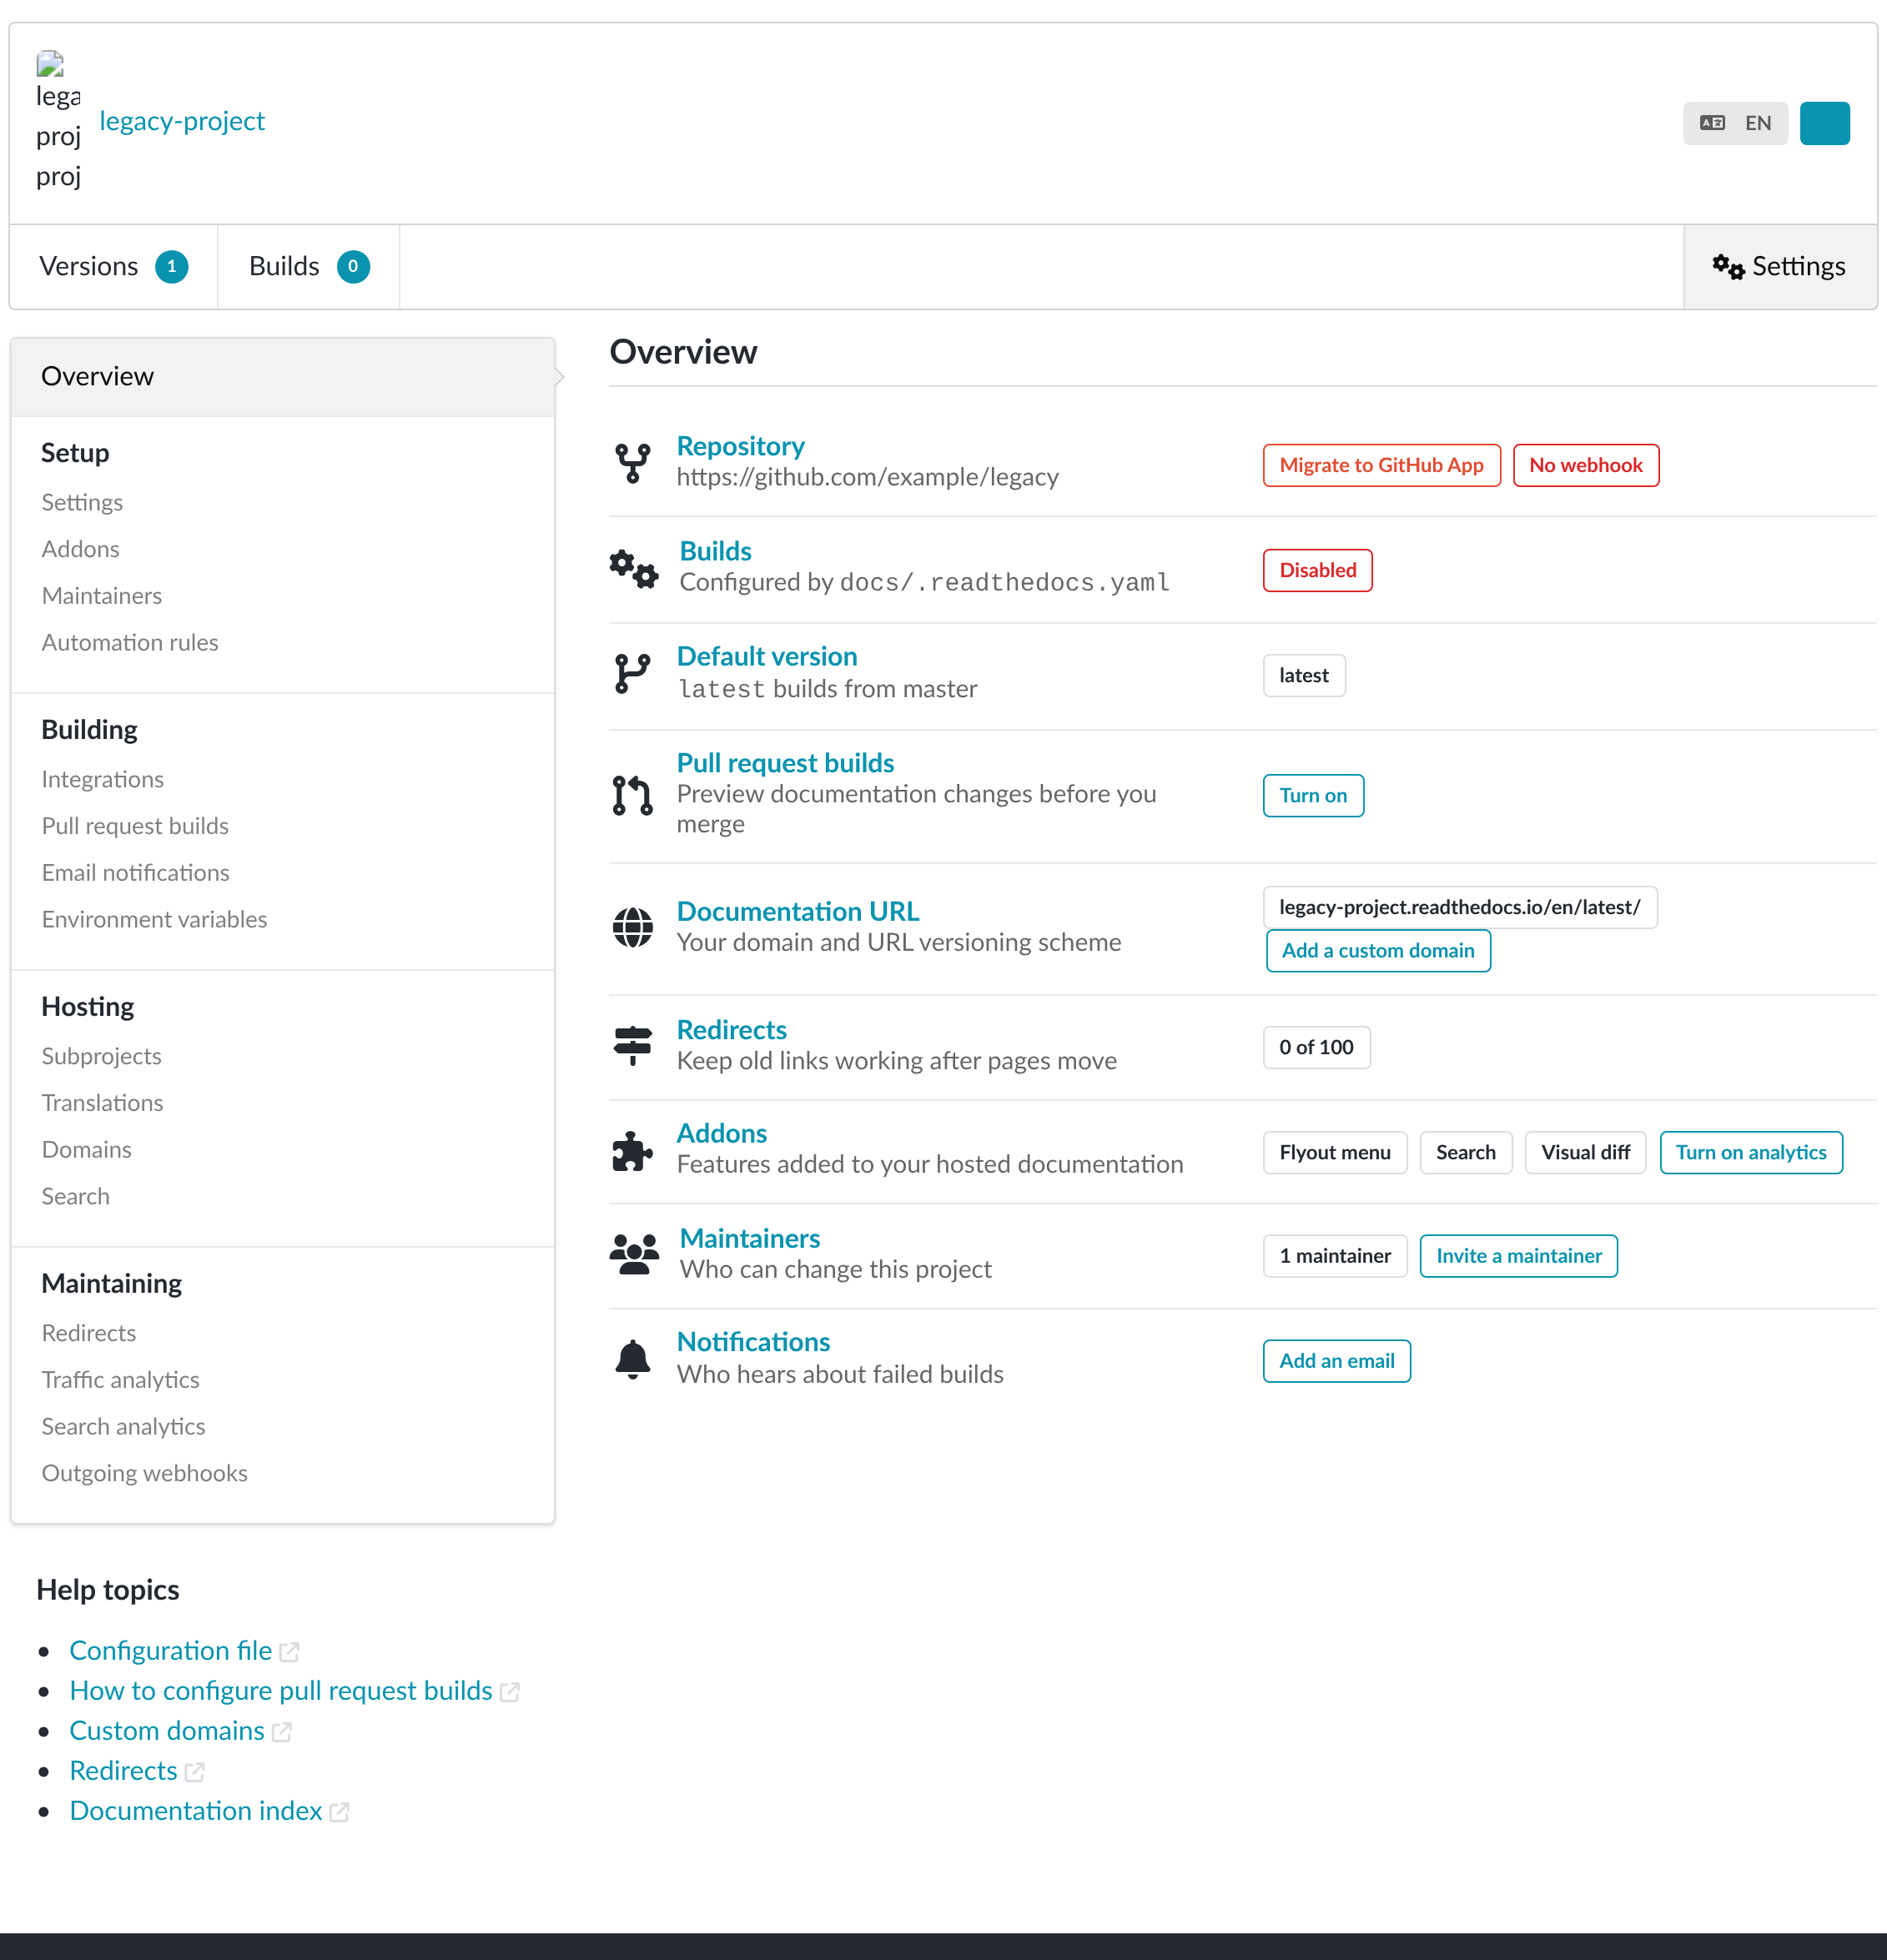 lega
proj
proj
legacy-project
EN
Versions 1
Builds 0
Settings
Overview
Setup
Settings
Addons
Maintainers
Automation rules
Building
Integrations
Pull request builds
Email notifications
Environment variables
Hosting
Subprojects
Translations
Domains
Search
Maintaining
Redirects
Traffic analytics
Search analytics
Outgoing webhooks
Help topics
Configuration file
How to configure pull request builds
Custom domains
Redirects
Documentation index
Overview
Repository
https://github.com/example/legacy
Migrate to GitHub App
No webhook
Builds
Configured by docs/.readthedocs.yaml
Disabled
Default version
latest builds from master
latest
Pull request builds
Preview documentation changes before you
merge
Turn on
Documentation URL
Your domain and URL versioning scheme
legacy-project.readthedocs.io/en/latest/
Add a custom domain
Redirects
Keep old links working after pages move
0 of 100
Addons
Features added to your hosted documentation
Flyout menu
Search
Visual diff
Turn on analytics
Maintainers
Who can change this project
1 maintainer
Invite a maintainer
Notifications
Who hears about failed builds
Add an email